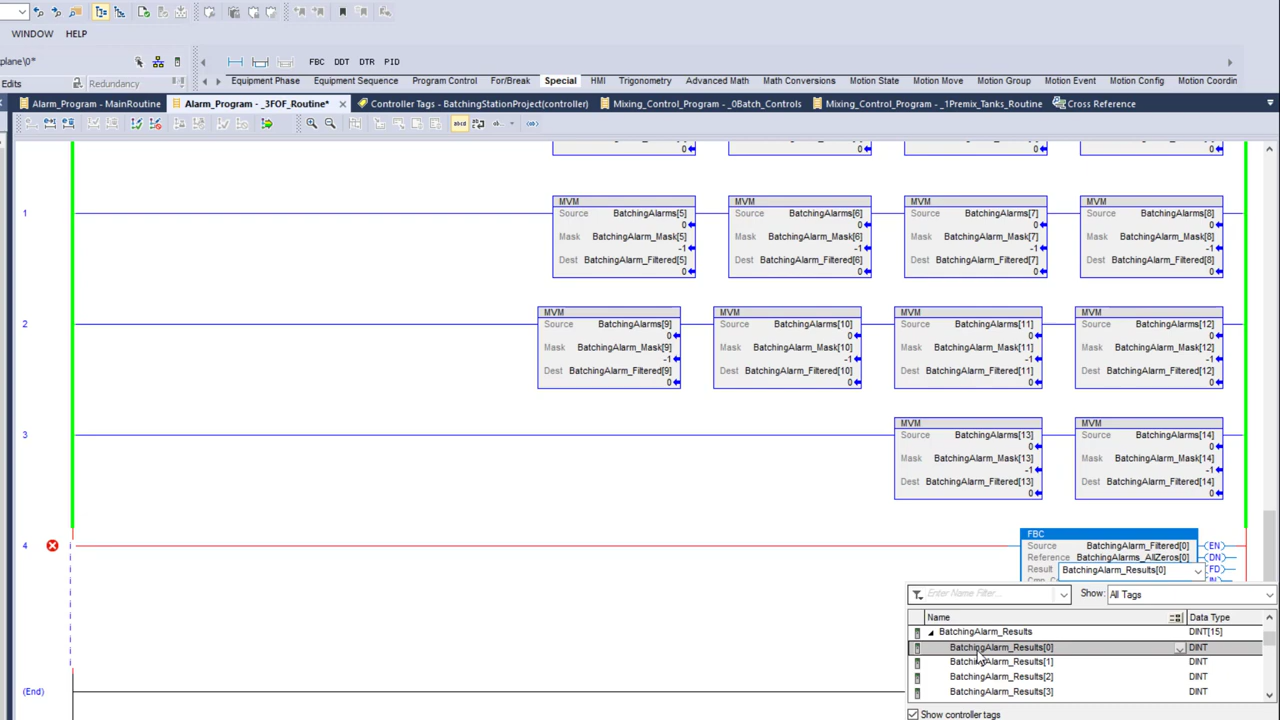 WINDOW HELP
plane\0*
FBC DDT DTR PID
Edits Redundancy
Equipment Phase Equipment Sequence Program Control For/Break Special HMI Trigonometry Advanced Math Math Conversions Motion State Motion Move Motion Group Motion Event Motion Config Motion Coordin
Alarm_Program - MainRoutine Alarm_Program - _3FOF_Routine* Controller Tags - BatchingStationProject(controller) Mixing_Control_Program - _0Batch_Controls Mixing_Control_Program - _1Premix_Tanks_Routine Cross Reference
0 0 0 0
MVM MVM MVM MVM
1 Source BatchingAlarms[5] Source BatchingAlarms[6] Source BatchingAlarms[7] Source BatchingAlarms[8]
0 0 0 0
Mask BatchingAlarm_Mask[5] Mask BatchingAlarm_Mask[6] Mask BatchingAlarm_Mask[7] Mask BatchingAlarm_Mask[8]
-1 -1 -1 -1
Dest BatchingAlarm_Filtered[5] Dest BatchingAlarm_Filtered[6] Dest BatchingAlarm_Filtered[7] Dest BatchingAlarm_Filtered[8]
0 0 0 0
MVM MVM MVM MVM
2 Source BatchingAlarms[9] Source BatchingAlarms[10] Source BatchingAlarms[11] Source BatchingAlarms[12]
0 0 0 0
Mask BatchingAlarm_Mask[9] Mask BatchingAlarm_Mask[10] Mask BatchingAlarm_Mask[11] Mask BatchingAlarm_Mask[12]
-1 -1 -1 -1
Dest BatchingAlarm_Filtered[9] Dest BatchingAlarm_Filtered[10] Dest BatchingAlarm_Filtered[11] Dest BatchingAlarm_Filtered[12]
0 0 0 0
MVM MVM
3 Source BatchingAlarms[13] Source BatchingAlarms[14]
0 0
Mask BatchingAlarm_Mask[13] Mask BatchingAlarm_Mask[14]
-1 -1
Dest BatchingAlarm_Filtered[13] Dest BatchingAlarm_Filtered[14]
0 0
FBC
4 Source BatchingAlarm_Filtered[0] (EN)
Reference BatchingAlarms_AllZeros[0] (DN)
Result BatchingAlarm_Results[0] (FD)
Enter Name Filter... Show: All Tags
Name Data Type
BatchingAlarm_Results DINT[15]
BatchingAlarm_Results[0] DINT
BatchingAlarm_Results[1] DINT
BatchingAlarm_Results[2] DINT
BatchingAlarm_Results[3] DINT
(End)
Show controller tags